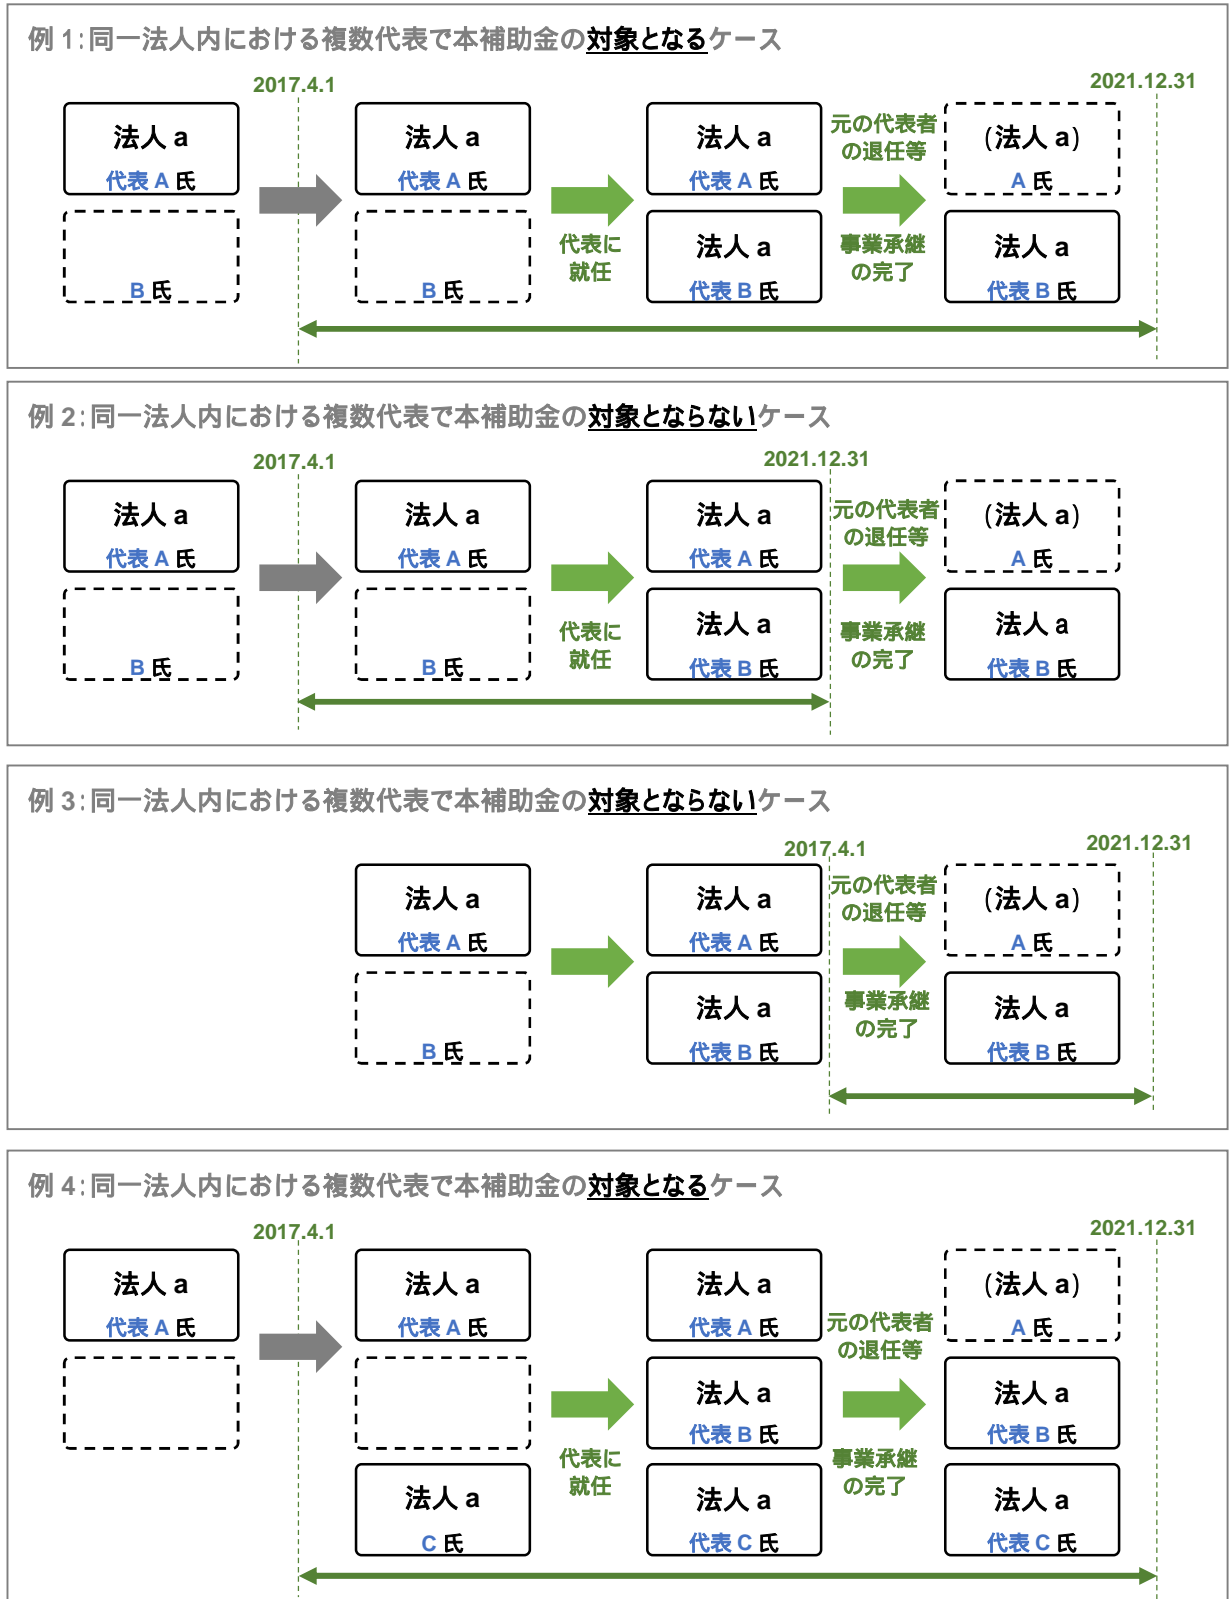 例 1:同一法人内における複数代表で本補助金の対象となるケース
2017.4.1
2021.12.31
法人 a
代表 A 氏
B 氏
法人 a
代表 A 氏
B 氏
代表に
就任
法人 a
代表 A 氏
法人 a
代表 B 氏
元の代表者
の退任等
事業承継
の完了
(法人 a)
A 氏
法人 a
代表 B 氏
例 2:同一法人内における複数代表で本補助金の対象とならないケース
2017.4.1
2021.12.31
法人 a
代表 A 氏
B 氏
法人 a
代表 A 氏
B 氏
代表に
就任
法人 a
代表 A 氏
法人 a
代表 B 氏
元の代表者
の退任等
事業承継
の完了
(法人 a)
A 氏
法人 a
代表 B 氏
例 3:同一法人内における複数代表で本補助金の対象とならないケース
2017.4.1
2021.12.31
法人 a
代表 A 氏
B 氏
法人 a
代表 A 氏
法人 a
代表 B 氏
元の代表者
の退任等
事業承継
の完了
(法人 a)
A 氏
法人 a
代表 B 氏
例 4:同一法人内における複数代表で本補助金の対象となるケース
2017.4.1
2021.12.31
法人 a
代表 A 氏
法人 a
代表 A 氏
法人 a
C 氏
代表に
就任
法人 a
代表 A 氏
法人 a
代表 B 氏
法人 a
代表 C 氏
元の代表者
の退任等
事業承継
の完了
(法人 a)
A 氏
法人 a
代表 B 氏
法人 a
代表 C 氏